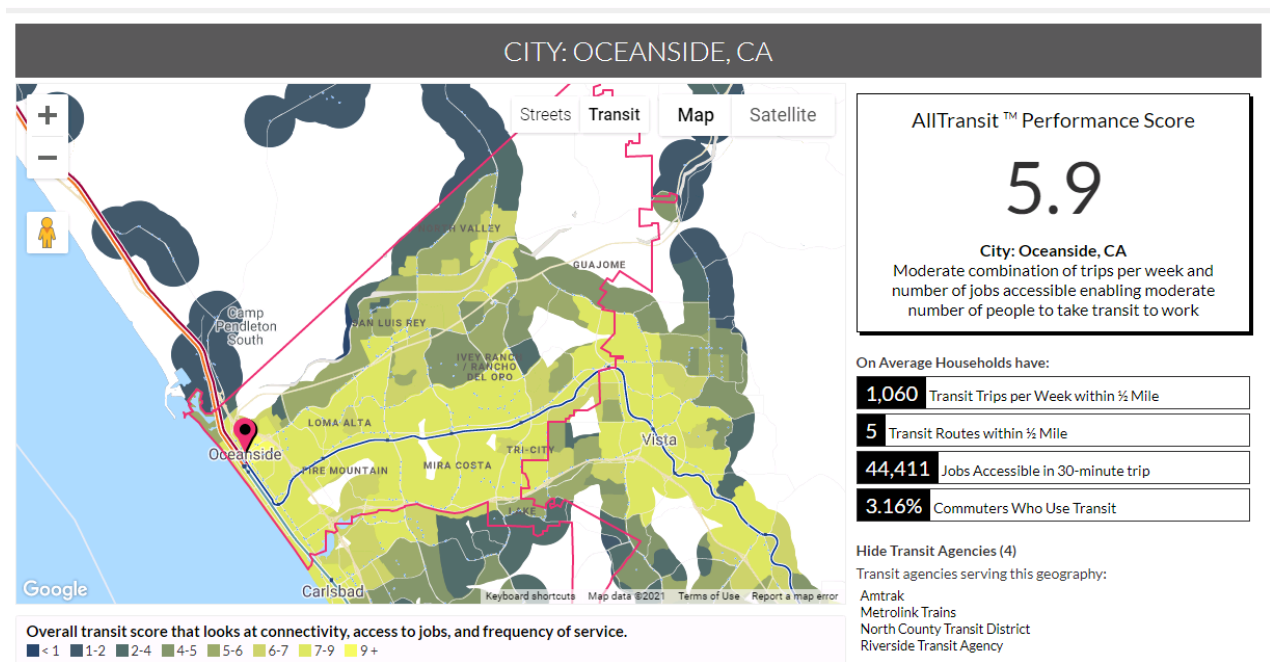 CITY: OCEANSIDE, CA
+
−
Streets
Transit
Map
Satellite
NORTH VALLEY
GUAJOME
Camp
Pendleton
South
SAN LUIS REY
IVEY RANCH
/ RANCHO
DEL OPO
LOMA ALTA
Oceanside
FIRE MOUNTAIN
MIRA COSTA
TRI-CITY
Vista
LAKE
Carlsbad
Google
Keyboard shortcuts
Map data ©2021
Terms of Use
Report a map error
Overall transit score that looks at connectivity, access to jobs, and frequency of service.
< 1 1-2 2-4 4-5 5-6 6-7 7-9 9 +
AllTransit ™ Performance Score
5.9
City: Oceanside, CA
Moderate combination of trips per week and
number of jobs accessible enabling moderate
number of people to take transit to work
On Average Households have:
1,060 Transit Trips per Week within ½ Mile
5 Transit Routes within ½ Mile
44,411 Jobs Accessible in 30-minute trip
3.16% Commuters Who Use Transit
Hide Transit Agencies (4)
Transit agencies serving this geography:
Amtrak
Metrolink Trains
North County Transit District
Riverside Transit Agency